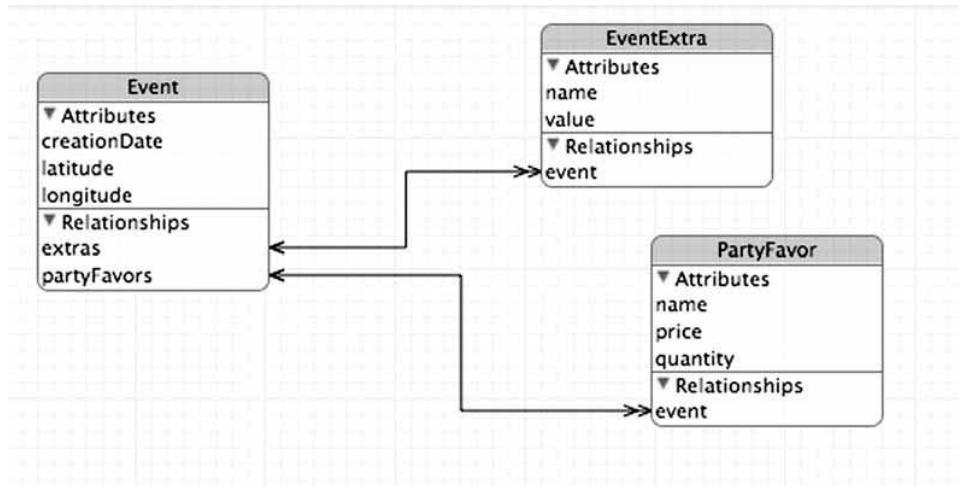 Event
Attributes
creationDate
latitude
longitude
Relationships
extras
partyFavors
EventExtra
Attributes
name
value
Relationships
event
PartyFavor
Attributes
name
price
quantity
Relationships
event